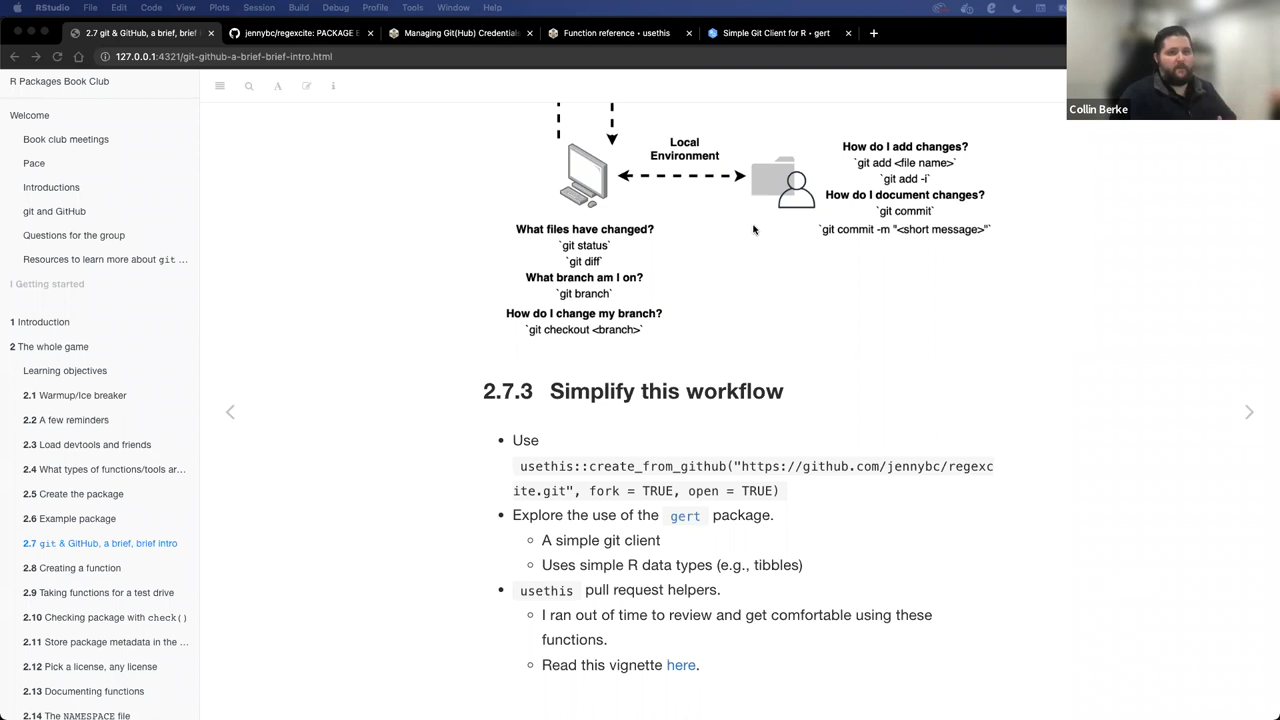 RStudio File Edit Code View Plots Session Build Debug Profile Tools Window Help
2.7 git & GitHub, a brief, brief
jennybc/regexcite: PACKAGE E
Managing Git(Hub) Credentials
Function reference • usethis
Simple Git Client for R • gert
127.0.0.1:4321/git-github-a-brief-brief-intro.html
Collin Berke
R Packages Book Club
Welcome
Book club meetings
Pace
Introductions
git and GitHub
Questions for the group
Resources to learn more about git ...
I Getting started
1 Introduction
2 The whole game
Learning objectives
2.1 Warmup/Ice breaker
2.2 A few reminders
2.3 Load devtools and friends
2.4 What types of functions/tools ar...
2.5 Create the package
2.6 Example package
2.7 git & GitHub, a brief, brief intro
2.8 Creating a function
2.9 Taking functions for a test drive
2.10 Checking package with check()
2.11 Store package metadata in the ...
2.12 Pick a license, any license
2.13 Documenting functions
2.14 The NAMESPACE file
Local
Environment
What files have changed?
`git status`
`git diff`
What branch am I on?
`git branch`
How do I change my branch?
`git checkout <branch>`
How do I add changes?
`git add <file name>`
`git add -i`
How do I document changes?
`git commit`
`git commit -m "<short message>"`
2.7.3 Simplify this workflow
• Use
usethis::create_from_github("https://github.com/jennybc/regexc
ite.git", fork = TRUE, open = TRUE)
• Explore the use of the gert package.
○ A simple git client
○ Uses simple R data types (e.g., tibbles)
• usethis pull request helpers.
○ I ran out of time to review and get comfortable using these
functions.
○ Read this vignette here.